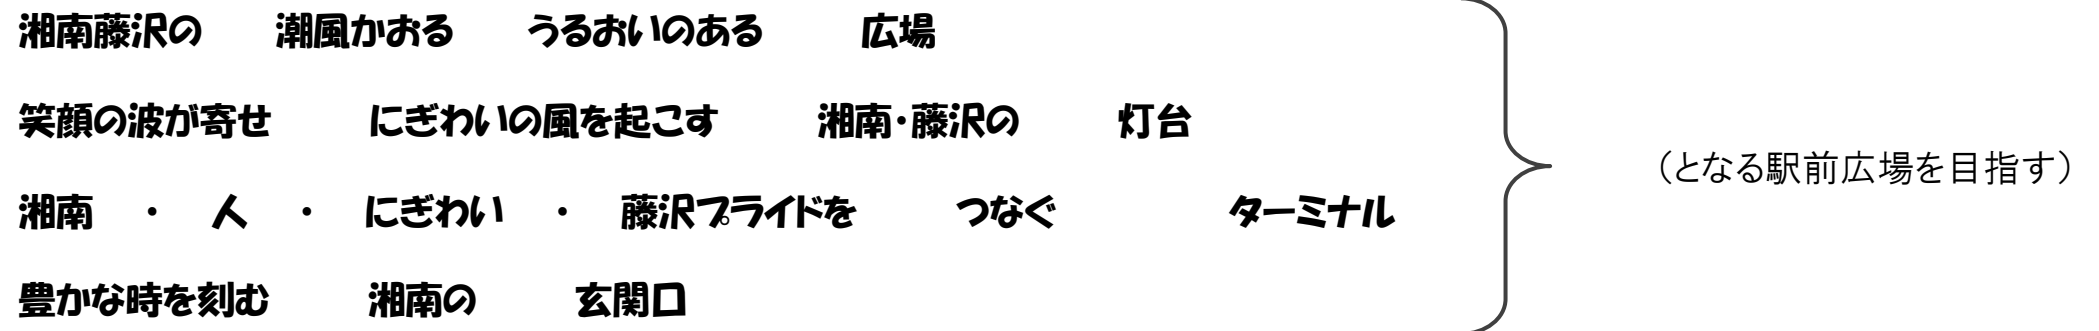 湘南藤沢の　潮風かおる　うるおいのある　広場
笑顔の波が寄せ　にぎわいの風を起こす　湘南・藤沢の　灯台
（となる駅前広場を目指す）
湘南　・　人　・　にぎわい　・　藤沢プライドを　つなぐ　ターミナル
豊かな時を刻む　湘南の　玄関口